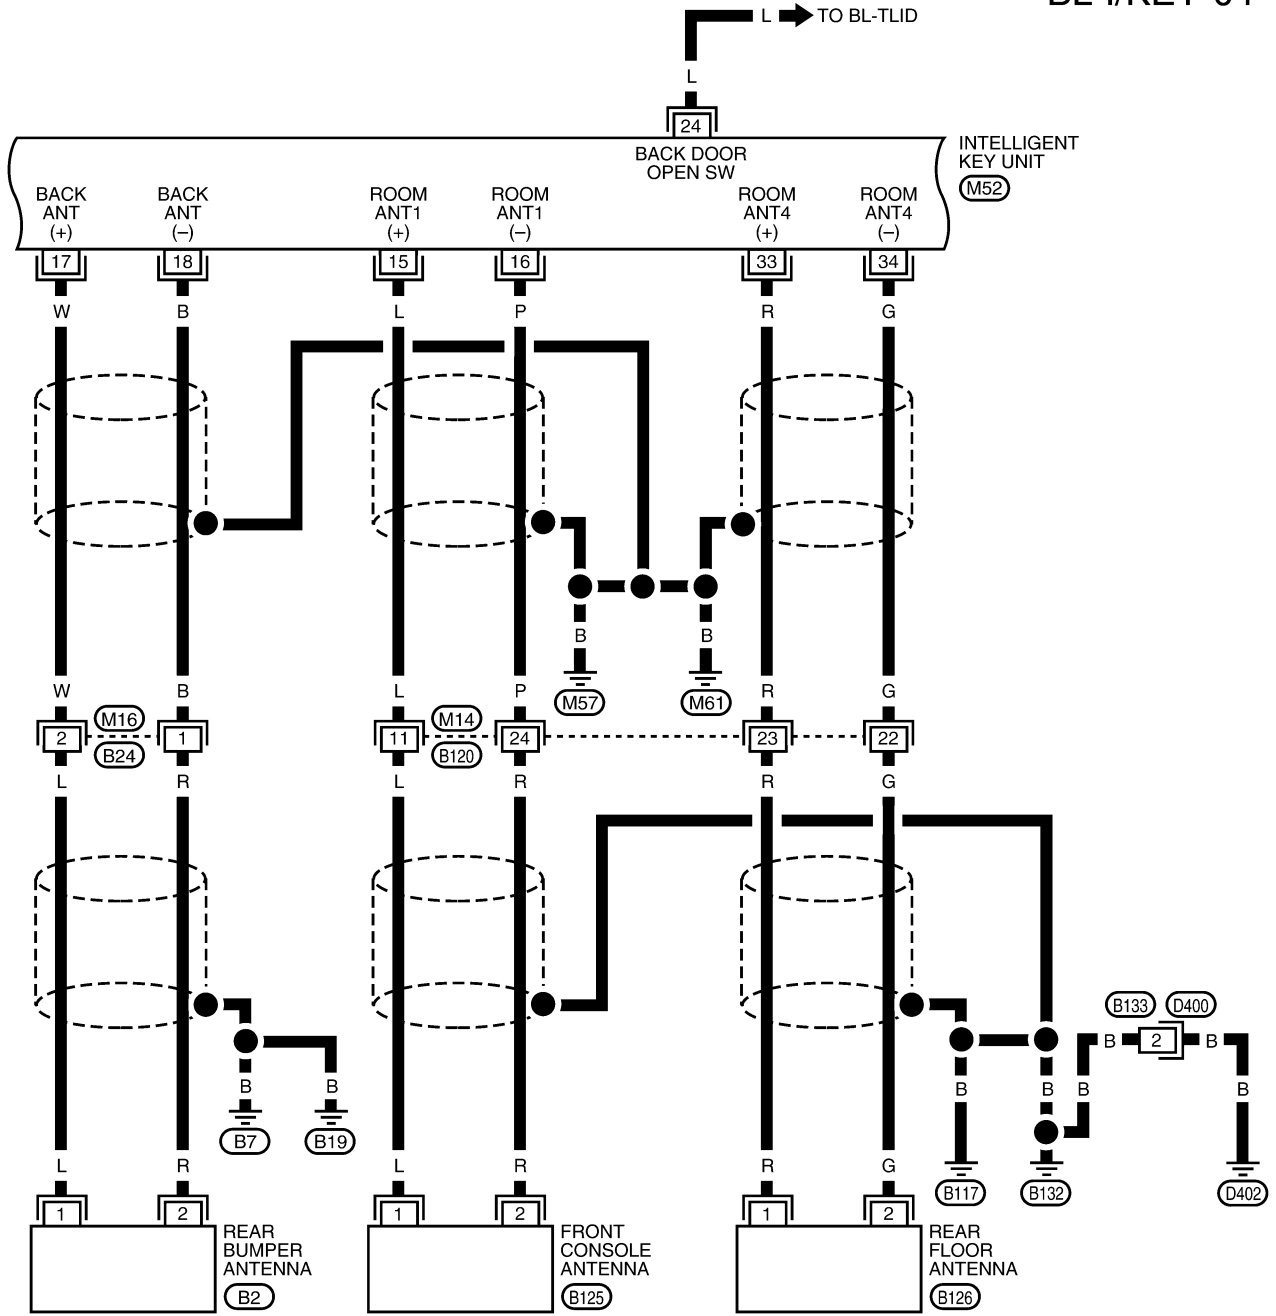 L TO BL-TLID
L
24
BACK DOOR
OPEN SW
INTELLIGENT
KEY UNIT
M52
BACK
ANT
(+)
BACK
ANT
(–)
ROOM
ANT1
(+)
ROOM
ANT1
(–)
ROOM
ANT4
(+)
ROOM
ANT4
(–)
17 18 15 16 33 34
W B L P R G
B B
M57 M61
W B L P R G
M16 M14
2 1 11 24 23 22
B24 B120
L R L R R G
B133 D400
B 2 B
B B
B B B B
B7 B19
L R L R R G
B117 B132 D402
1 2 1 2 1 2
REAR
BUMPER
ANTENNA
B2
FRONT
CONSOLE
ANTENNA
B125
REAR
FLOOR
ANTENNA
B126